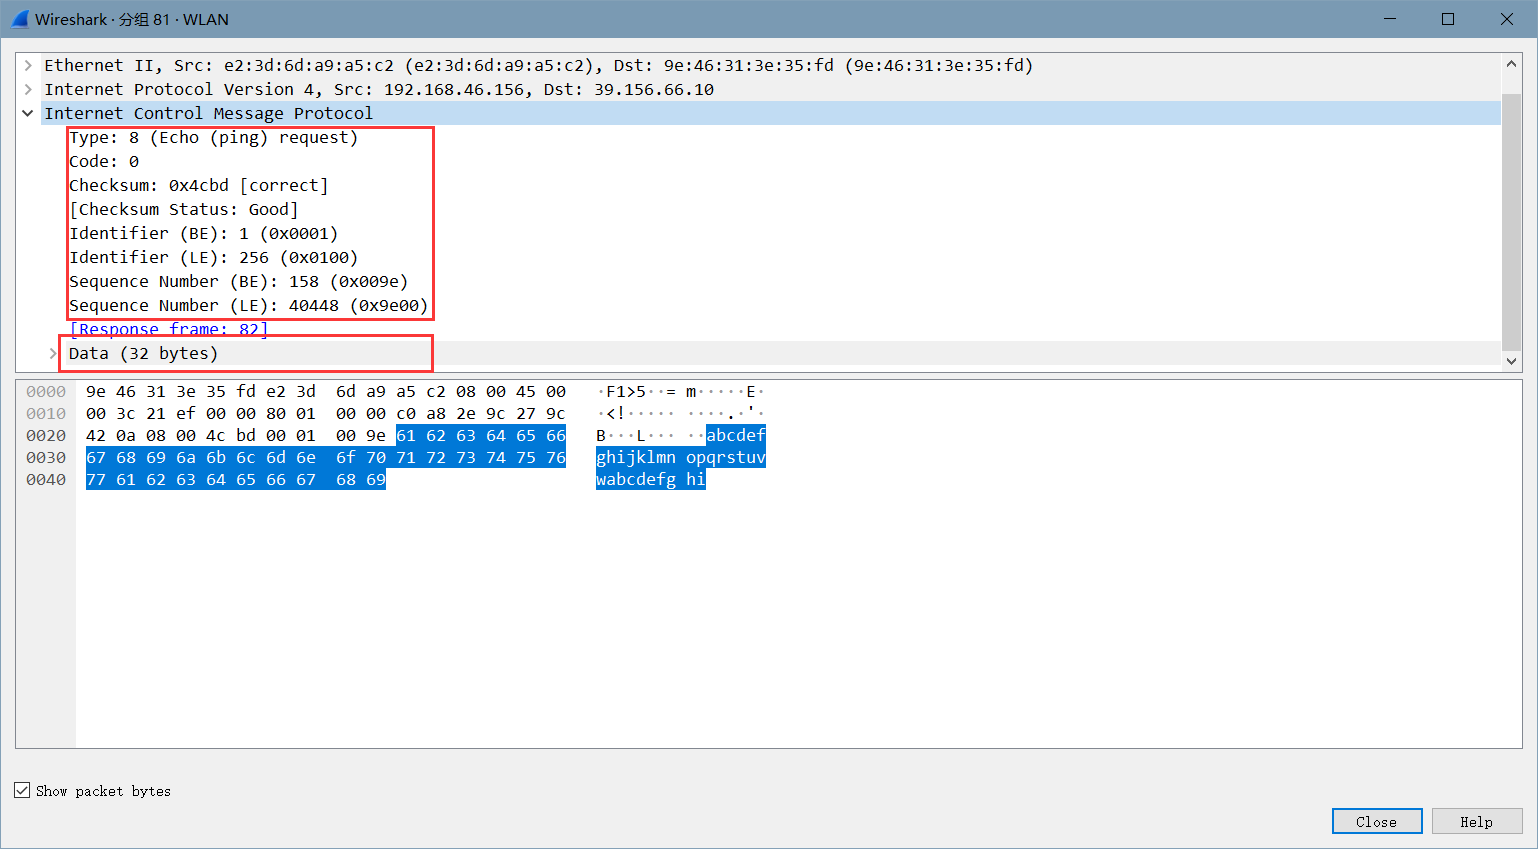 Wireshark · 分组 81 · WLAN
Ethernet II, Src: e2:3d:6d:a9:a5:c2 (e2:3d:6d:a9:a5:c2), Dst: 9e:46:31:3e:35:fd (9e:46:31:3e:35:fd)
Internet Protocol Version 4, Src: 192.168.46.156, Dst: 39.156.66.10
Internet Control Message Protocol
Type: 8 (Echo (ping) request)
Code: 0
Checksum: 0x4cbd [correct]
[Checksum Status: Good]
Identifier (BE): 1 (0x0001)
Identifier (LE): 256 (0x0100)
Sequence Number (BE): 158 (0x009e)
Sequence Number (LE): 40448 (0x9e00)
[Response frame: 82]
Data (32 bytes)
0000 9e 46 31 3e 35 fd e2 3d 6d a9 a5 c2 08 00 45 00 ·F1>5··= m·····E·
0010 00 3c 21 ef 00 00 80 01 00 00 c0 a8 2e 9c 27 9c ·<!····· ····.·'·
0020 42 0a 08 00 4c bd 00 01 00 9e 61 62 63 64 65 66 B···L··· ··abcdef
0030 67 68 69 6a 6b 6c 6d 6e 6f 70 71 72 73 74 75 76 ghijklmn opqrstuv
0040 77 61 62 63 64 65 66 67 68 69 wabcdefg hi
Show packet bytes
Close Help